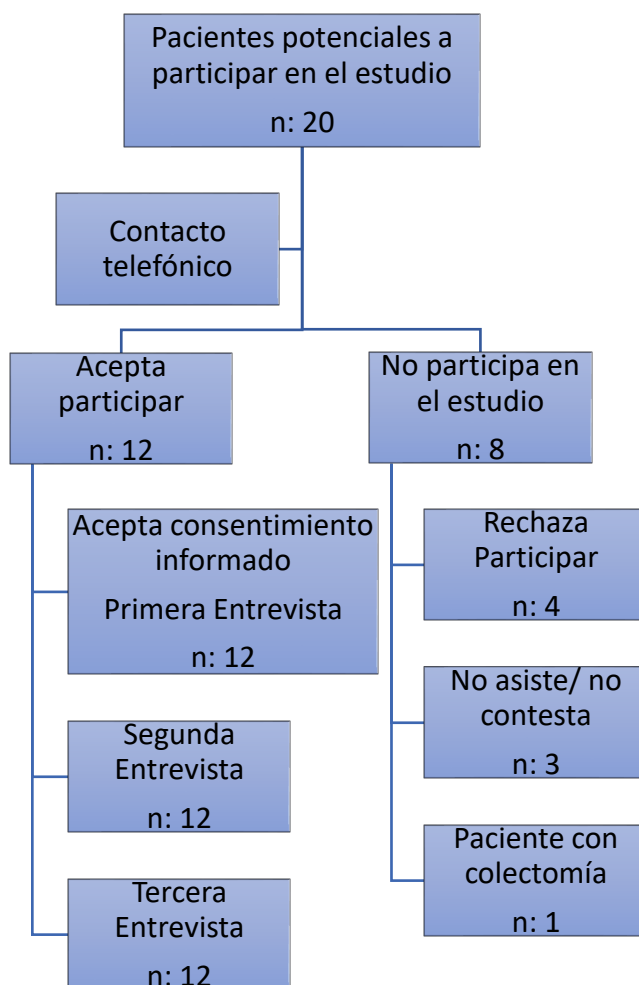 Pacientes potenciales a
participar en el estudio
n: 20
Contacto
telefónico
Acepta
participar
n: 12
No participa en
el estudio
n: 8
Acepta consentimiento
informado
Primera Entrevista
n: 12
Segunda
Entrevista
n: 12
Tercera
Entrevista
n: 12
Rechaza
Participar
n: 4
No asiste/ no
contesta
n: 3
Paciente con
colectomía
n: 1